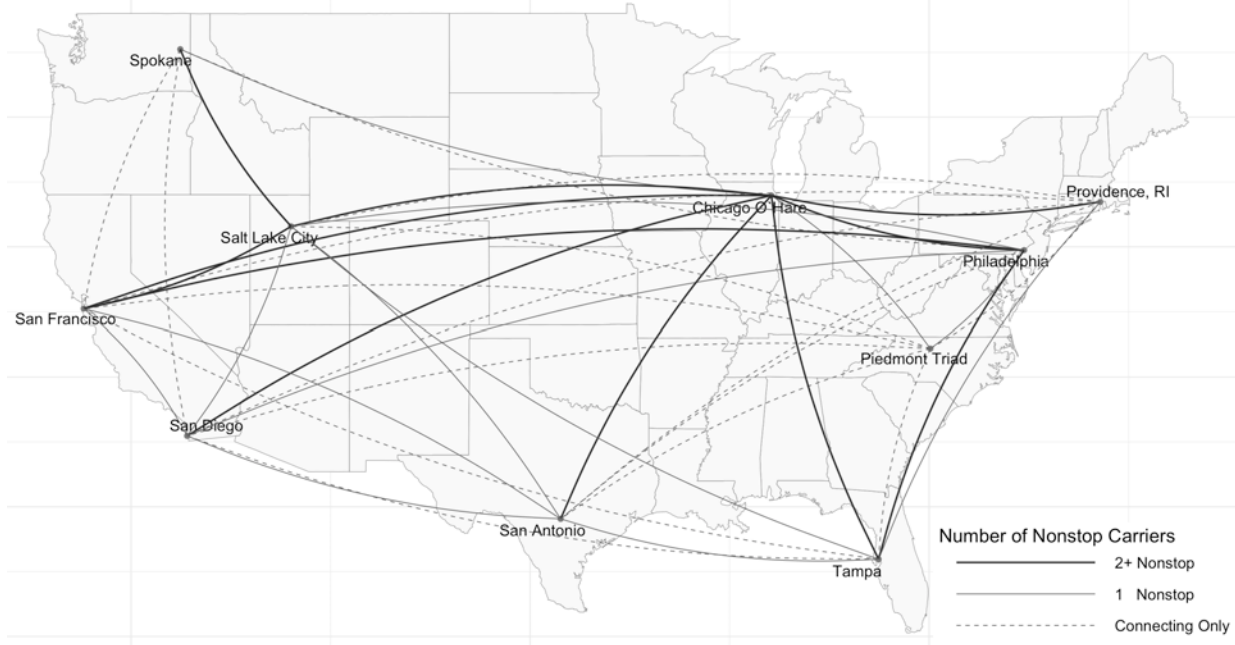 Spokane
Providence, RI
Chicago O'Hare
Salt Lake City
Philadelphia
San Francisco
Piedmont Triad
San Diego
San Antonio
Tampa
Number of Nonstop Carriers
2+ Nonstop
1 Nonstop
Connecting Only